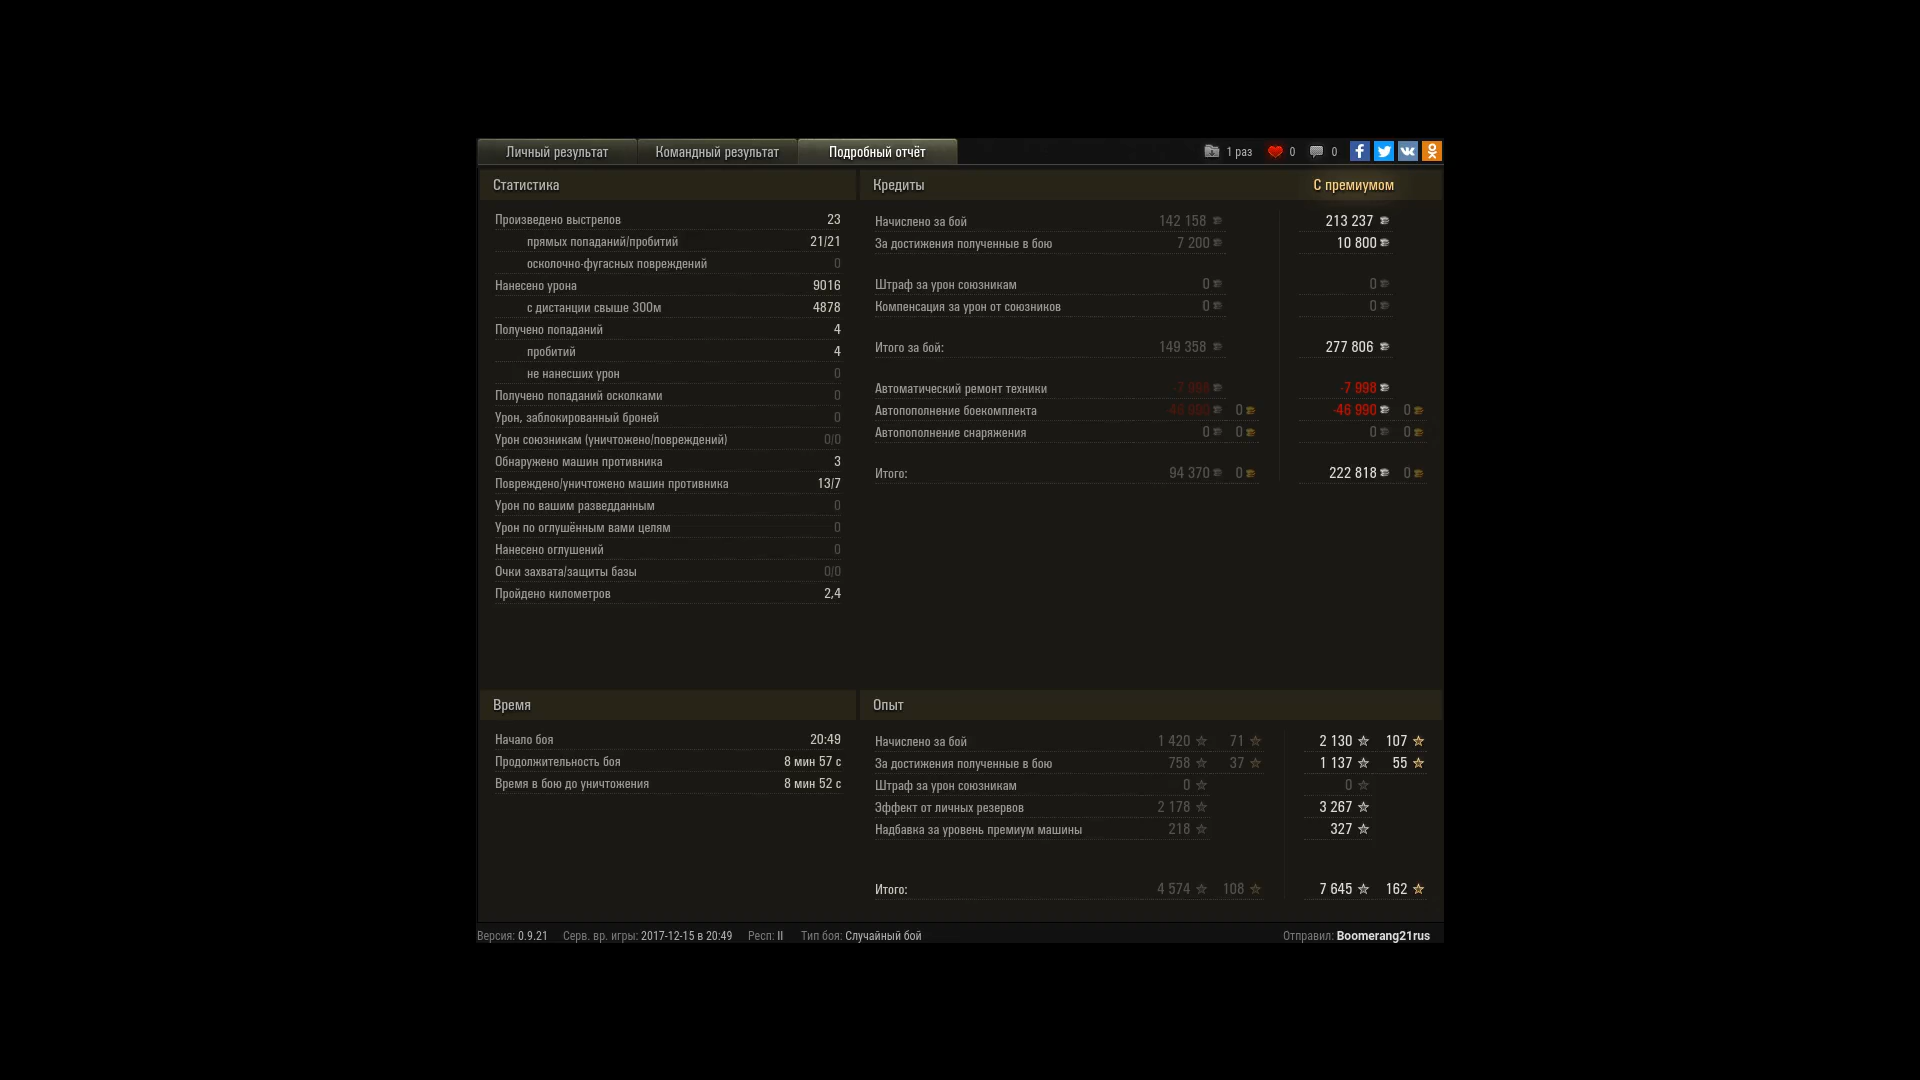 Личный результат Командный результат Подробный отчёт 1 раз 0 0
Статистика
Произведено выстрелов 23
прямых попаданий/пробитий 21/21
осколочно-фугасных повреждений 0
Нанесено урона 9016
с дистанции свыше 300м 4878
Получено попаданий 4
пробитий 4
не нанесших урон 0
Получено попаданий осколками 0
Урон, заблокированный броней 0
Урон союзникам (уничтожено/повреждений) 0/0
Обнаружено машин противника 3
Повреждено/уничтожено машин противника 13/7
Урон по вашим разведданным 0
Урон по оглушённым вами целям 0
Нанесено оглушений 0
Очки захвата/защиты базы 0/0
Пройдено километров 2,4
Кредиты С премиумом
Начислено за бой 142 158 213 237
За достижения полученные в бою 7 200 10 800
Штраф за урон союзникам 0 0
Компенсация за урон от союзников 0 0
Итого за бой: 149 358 277 806
Автоматический ремонт техники -7 998 -7 998
Автопополнение боекомплекта 0 -46 990 0
Автопополнение снаряжения 0 0 0 0
Итого: 94 370 0 222 818 0
Время
Начало боя 20:49
Продолжительность боя 8 мин 57 с
Время в бою до уничтожения 8 мин 52 с
Опыт
Начислено за бой 1 420 71 2 130 107
За достижения полученные в бою 758 37 1 137 55
Штраф за урон союзникам 0 0
Эффект от личных резервов 2 178 3 267
Надбавка за уровень премиум машины 218 327
Итого: 4 574 108 7 645 162
Версия: 0.9.21 Серв. вр. игры: 2017-12-15 в 20:49 Респ: II Тип боя: Случайный бой Отправил: Boomerang21rus